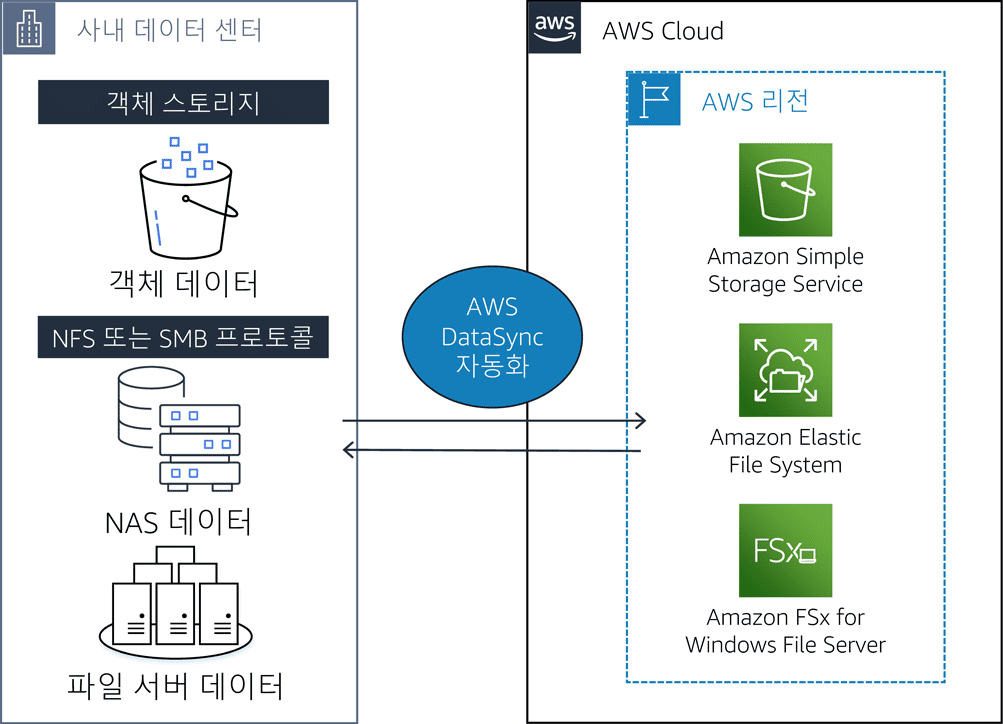 사내 데이터 센터
객체 스토리지
객체 데이터
NFS 또는 SMB 프로토콜
NAS 데이터
파일 서버 데이터
AWS
DataSync
자동화
aws
AWS Cloud
AWS 리전
Amazon Simple
Storage Service
Amazon Elastic
File System
FSx
Amazon FSx for
Windows File Server